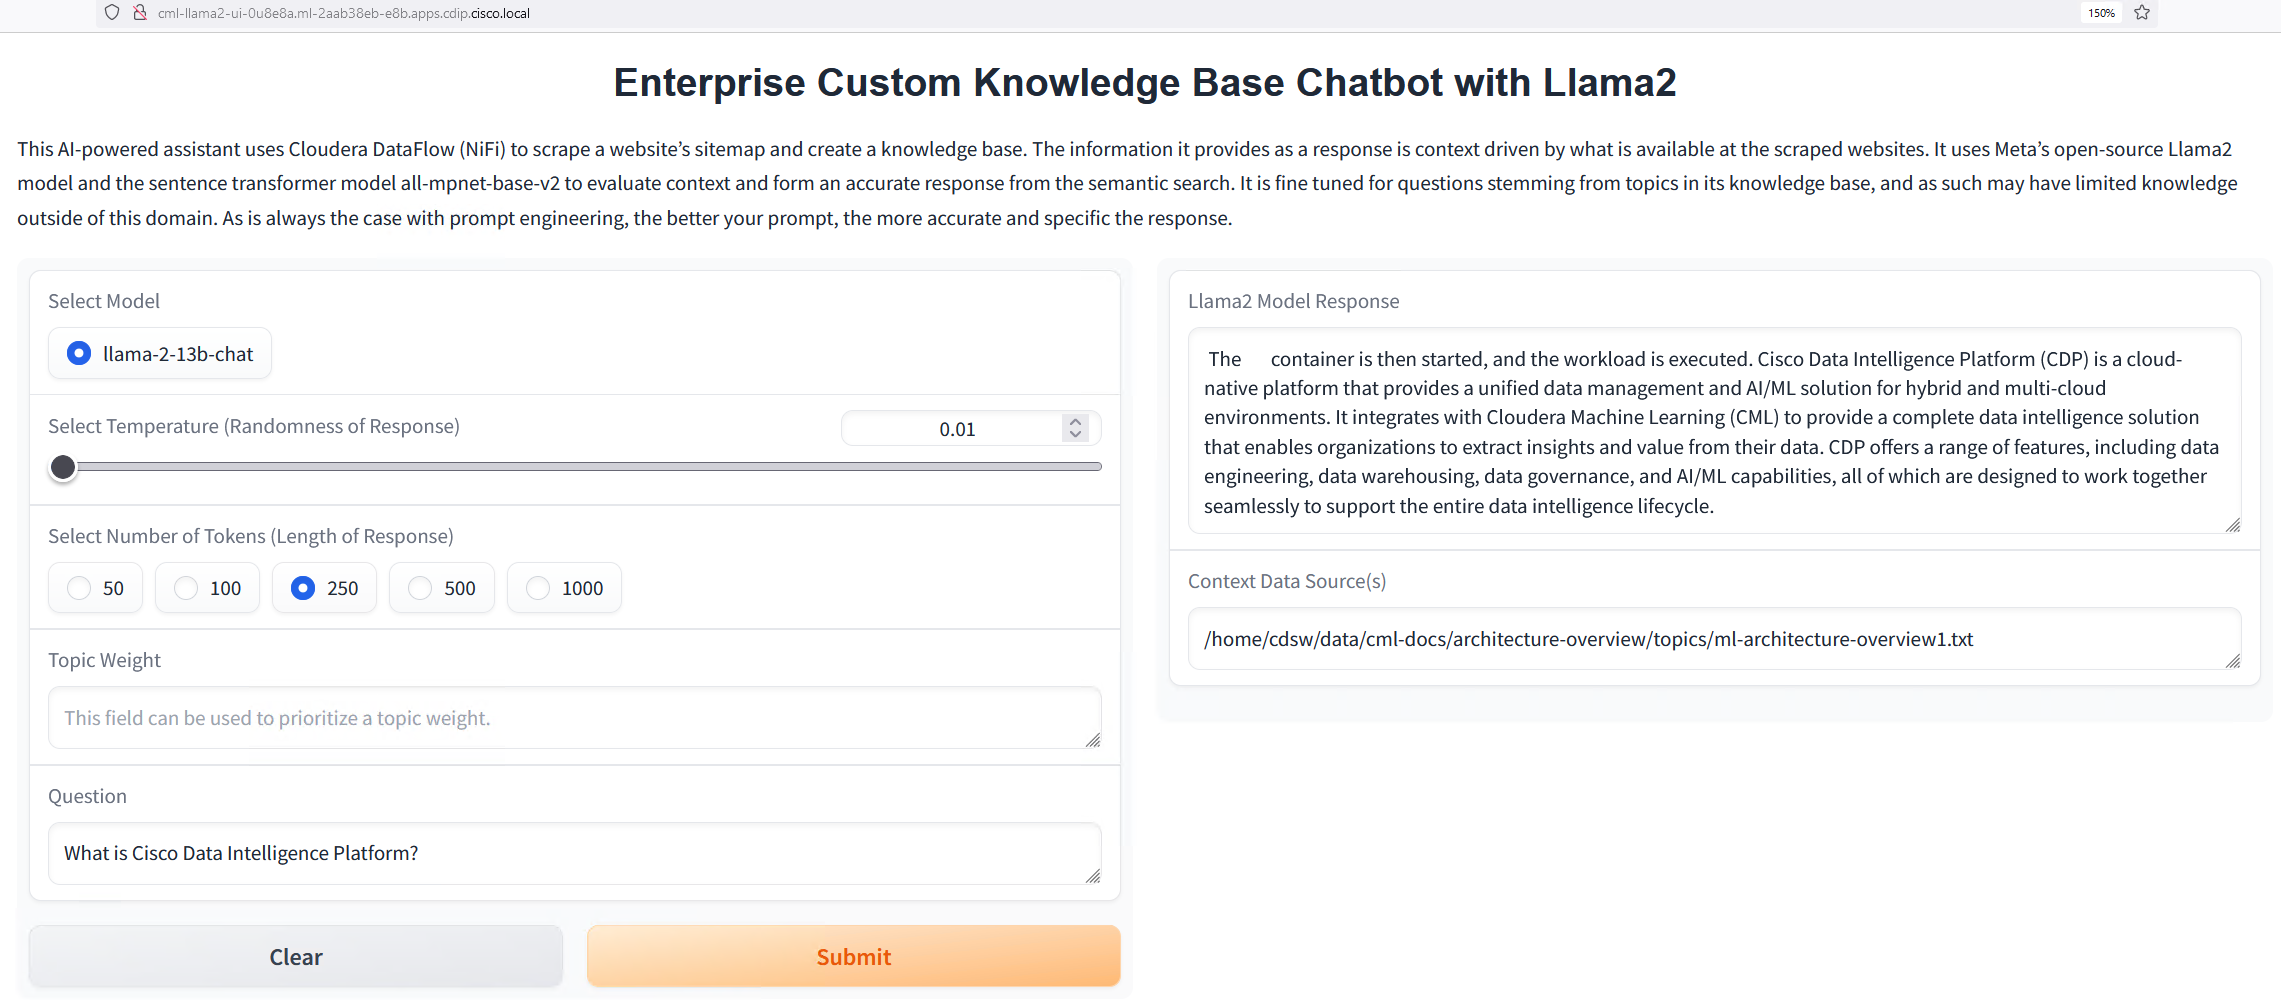 cml-llama2-ui-0u8e8a.ml-2aab38eb-e8b.apps.cdip.cisco.local
150%
Enterprise Custom Knowledge Base Chatbot with Llama2
This AI-powered assistant uses Cloudera DataFlow (NiFi) to scrape a website’s sitemap and create a knowledge base. The information it provides as a response is context driven by what is available at the scraped websites. It uses Meta’s open-source Llama2
model and the sentence transformer model all-mpnet-base-v2 to evaluate context and form an accurate response from the semantic search. It is fine tuned for questions stemming from topics in its knowledge base, and as such may have limited knowledge
outside of this domain. As is always the case with prompt engineering, the better your prompt, the more accurate and specific the response.
Select Model
llama-2-13b-chat
Select Temperature (Randomness of Response)
0.01
Select Number of Tokens (Length of Response)
50 100 250 500 1000
Topic Weight
This field can be used to prioritize a topic weight.
Question
What is Cisco Data Intelligence Platform?
Clear
Submit
Llama2 Model Response
The container is then started, and the workload is executed. Cisco Data Intelligence Platform (CDP) is a cloud-
native platform that provides a unified data management and AI/ML solution for hybrid and multi-cloud
environments. It integrates with Cloudera Machine Learning (CML) to provide a complete data intelligence solution
that enables organizations to extract insights and value from their data. CDP offers a range of features, including data
engineering, data warehousing, data governance, and AI/ML capabilities, all of which are designed to work together
seamlessly to support the entire data intelligence lifecycle.
Context Data Source(s)
/home/cdsw/data/cml-docs/architecture-overview/topics/ml-architecture-overview1.txt